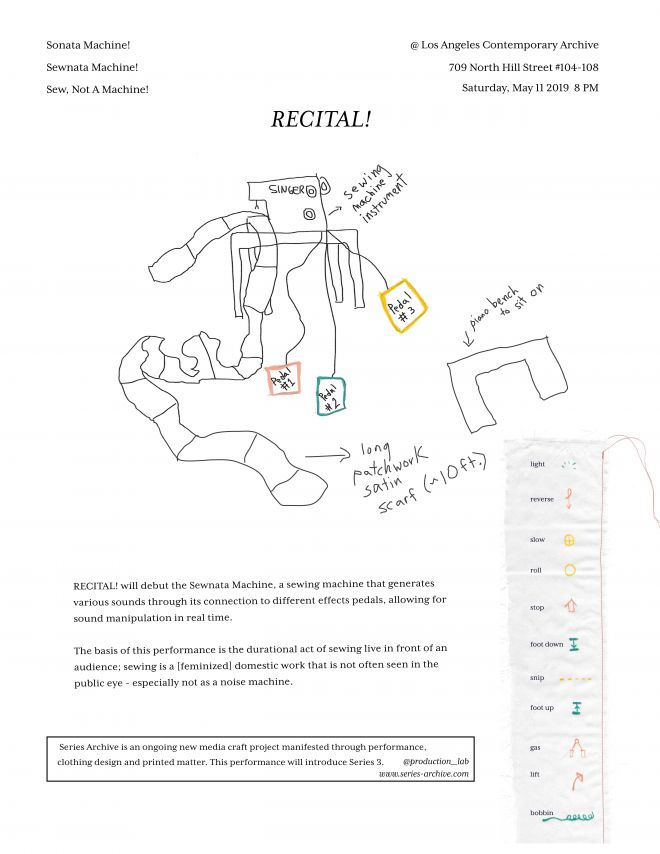 Sonata Machine!
Sewnata Machine!
Sew, Not A Machine!
@ Los Angeles Contemporary Archive
709 North Hill Street #104-108
Saturday, May 11 2019 8 PM
RECITAL!
SINGER
sewing
machine
instrument
Pedal
# 3
piano bench
to sit on
Pedal
#1
Pedal
#2
long
patchwork
satin
scarf (~10ft.)
light
reverse
slow
roll
stop
foot down
snip
foot up
gas
lift
bobbin
RECITAL! will debut the Sewnata Machine, a sewing machine that generates
various sounds through its connection to different effects pedals, allowing for
sound manipulation in real time.
The basis of this performance is the durational act of sewing live in front of an
audience; sewing is a [feminized] domestic work that is not often seen in the
public eye - especially not as a noise machine.
Series Archive is an ongoing new media craft project manifested through performance,
clothing design and printed matter. This performance will introduce Series 3. @production_lab
www.series-archive.com